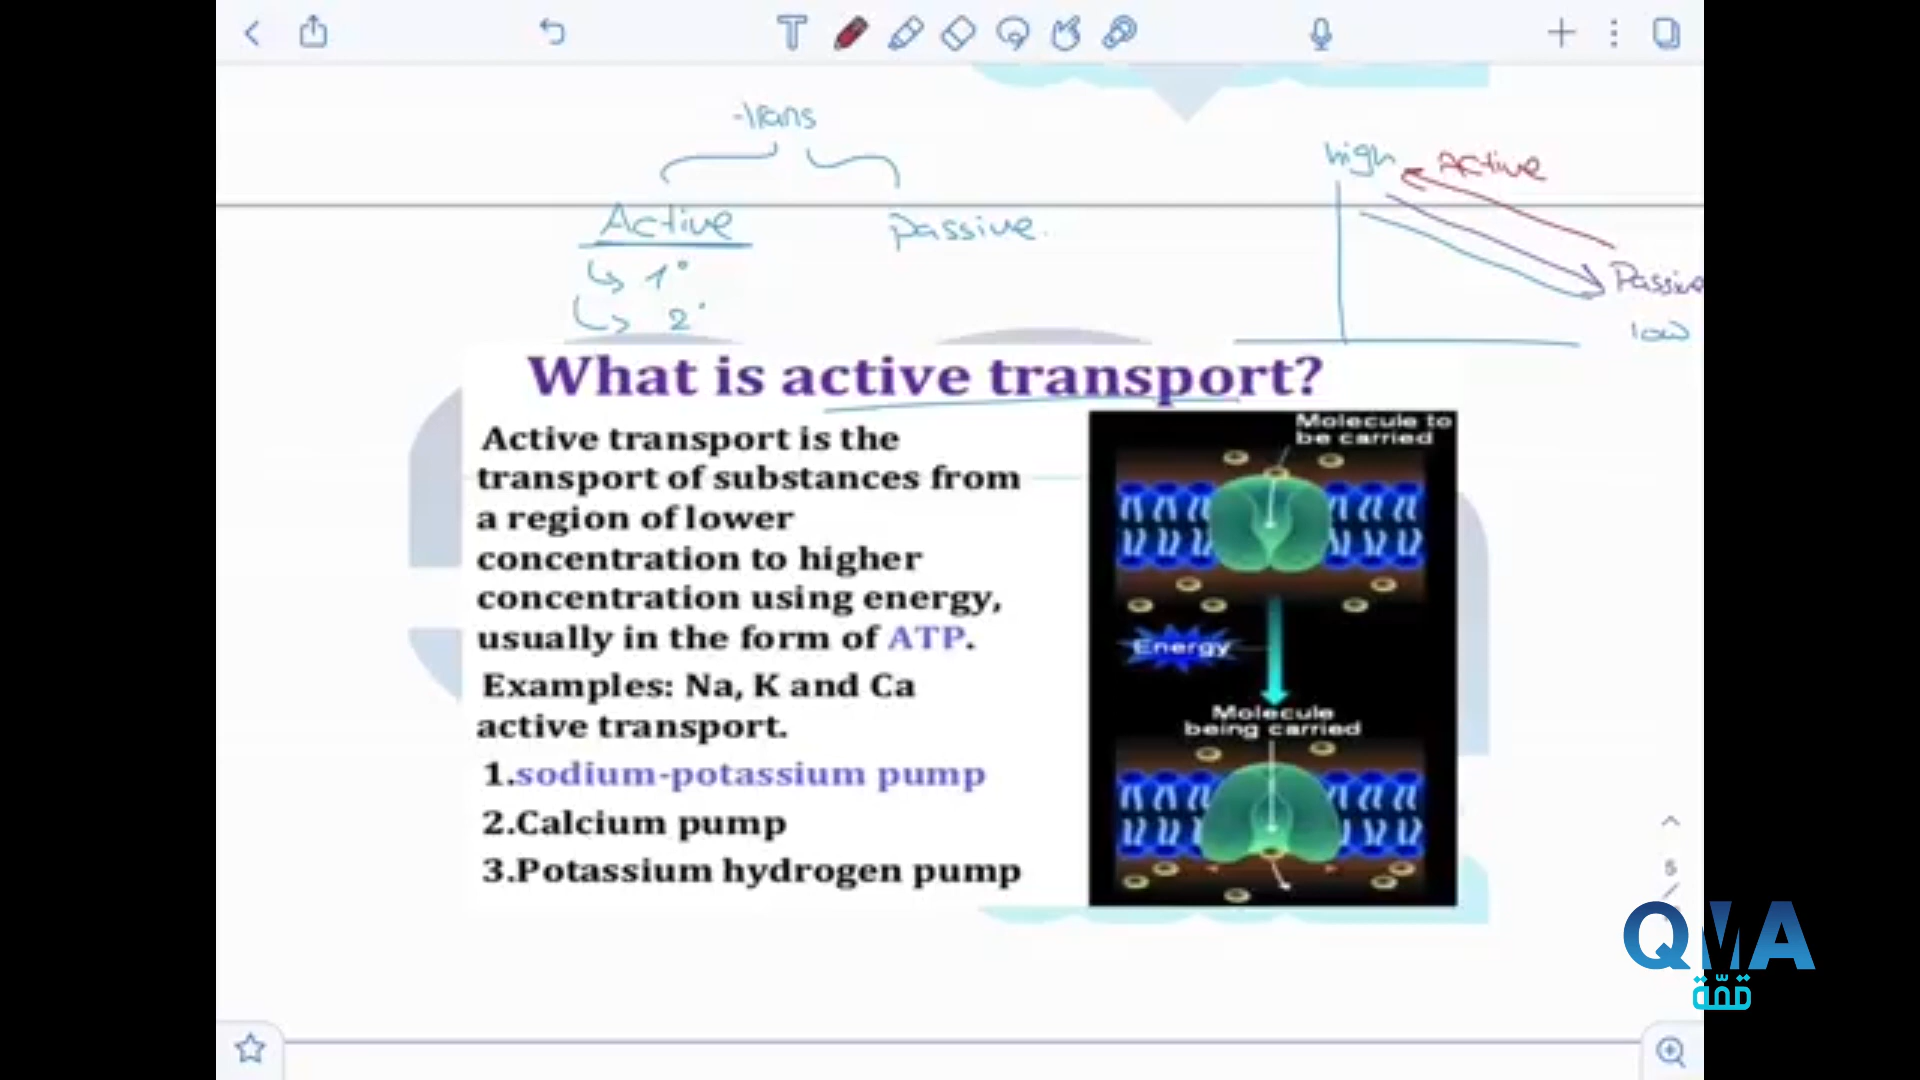 trans
high
Active
Active
Passive.
1°
2°
Passive
low
What is active transport?
Active transport is the
transport of substances from
a region of lower
concentration to higher
concentration using energy,
usually in the form of ATP.
Examples: Na, K and Ca
active transport.
1.sodium-potassium pump
2.Calcium pump
3.Potassium hydrogen pump
Molecule to
be carried
Energy
Molecule
being carried
5
QMA
قمّة